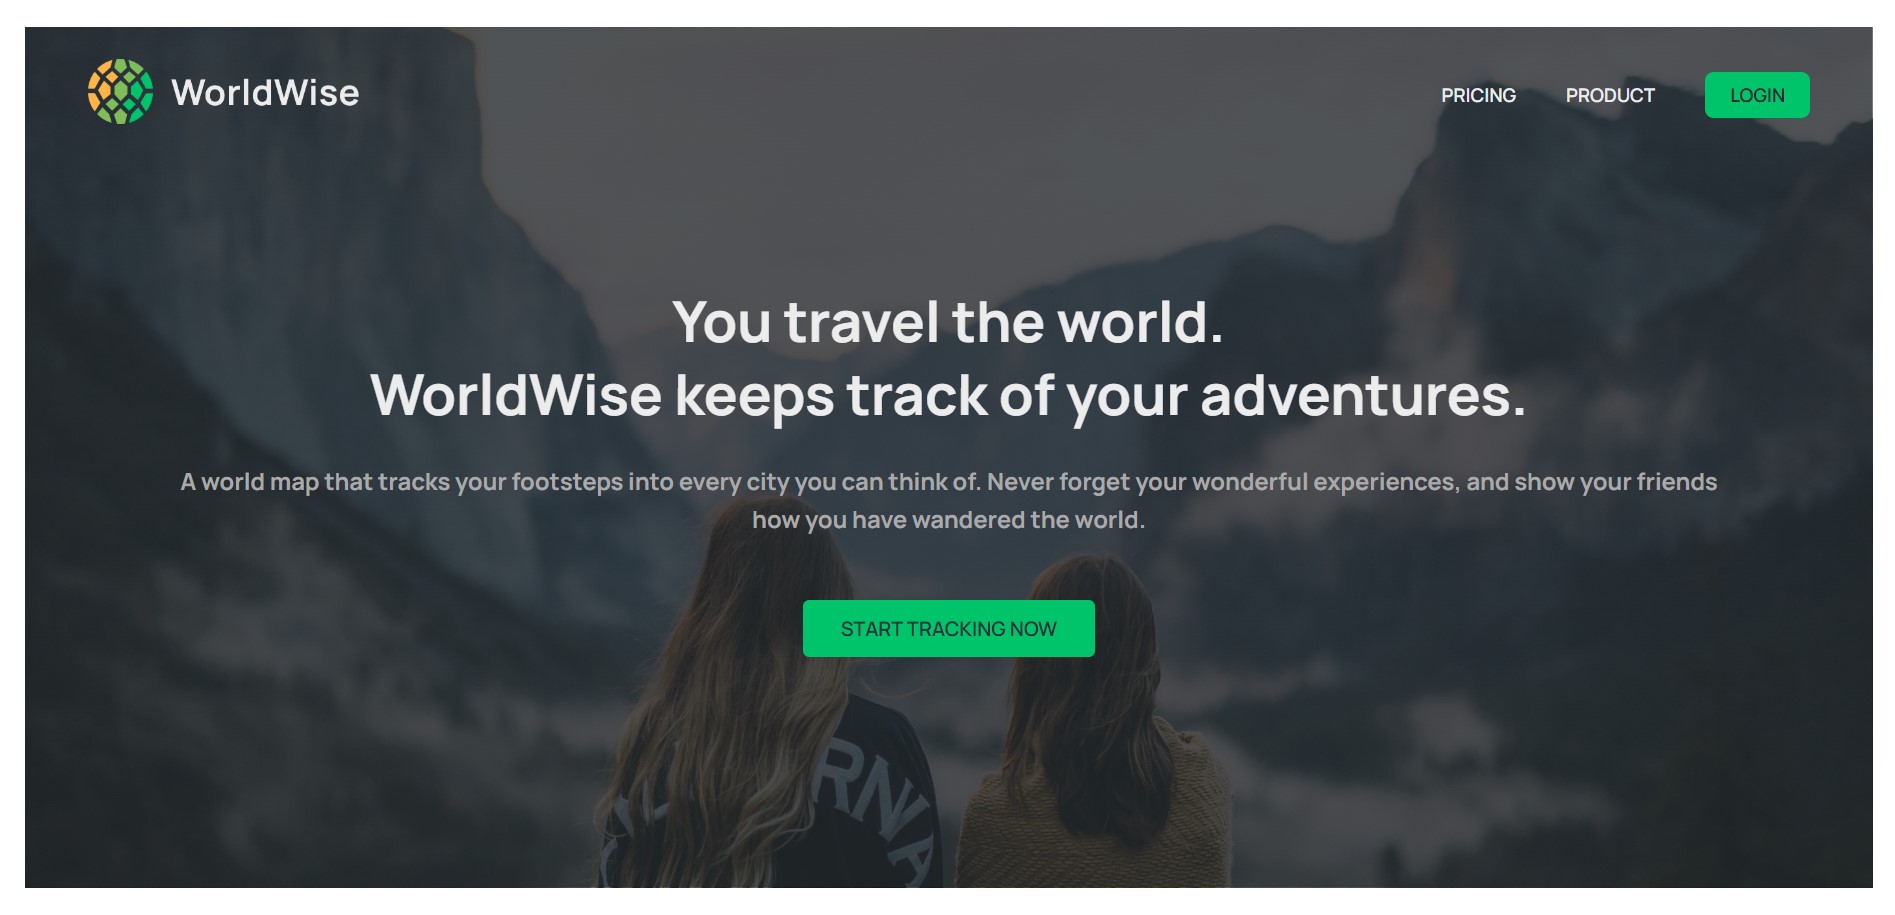 WorldWise
PRICING
PRODUCT
LOGIN
You travel the world.
WorldWise keeps track of your adventures.
A world map that tracks your footsteps into every city you can think of. Never forget your wonderful experiences, and show your friends
how you have wandered the world.
START TRACKING NOW
RNIA